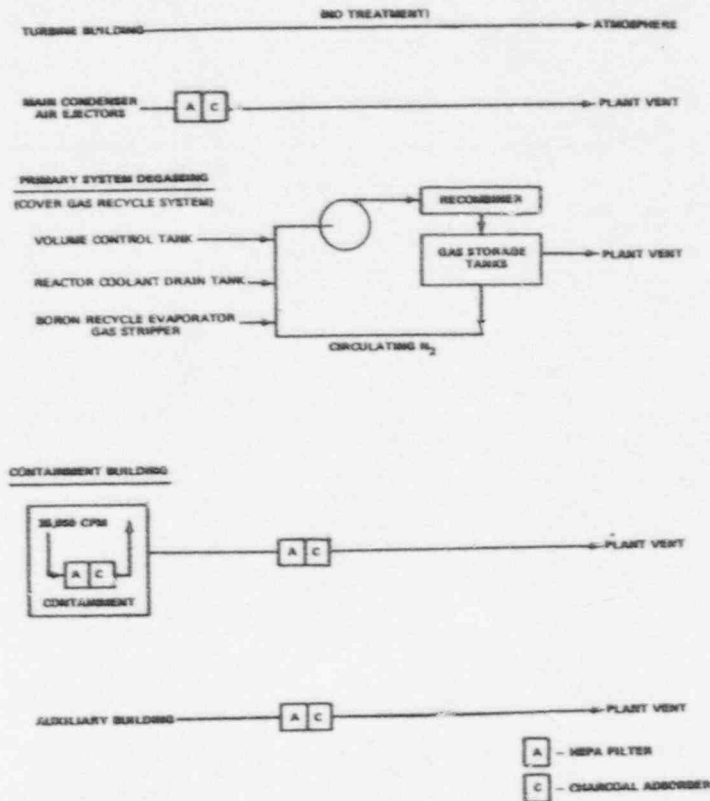 (NO TREATMENT)
TURBINE BUILDING
ATMOSPHERE
MAIN CONDENSER
AIR EJECTORS
A C
PLANT VENT
PRIMARY SYSTEM DEGASSING
(COVER GAS RECYCLE SYSTEM)
RECOMBINER
VOLUME CONTROL TANK
GAS STORAGE
TANKS
PLANT VENT
REACTOR COOLANT DRAIN TANK
BORON RECYCLE EVAPORATOR
GAS STRIPPER
CIRCULATING N2
CONTAINMENT BUILDING
CFM
A C
CONTAINMENT
A C
PLANT VENT
AUXILIARY BUILDING
A C
PLANT VENT
A - HEPA FILTER
C - CHARCOAL ADSORBER